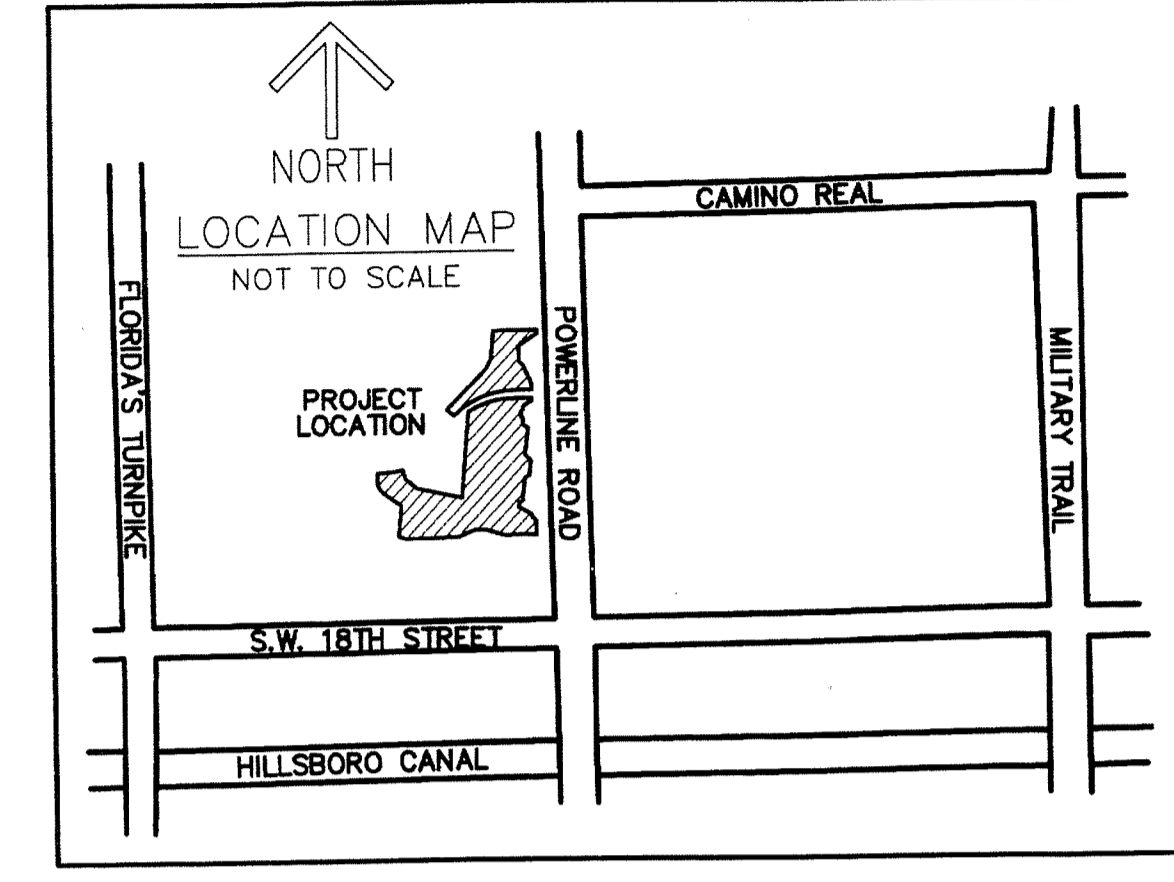 NORTH
LOCATION MAP
NOT TO SCALE
CAMINO REAL
FLORIDA'S TURNPIKE
PROJECT
LOCATION
POWERLINE ROAD
MILITARY TRAIL
S.W. 18TH STREET
HILLSBORO CANAL